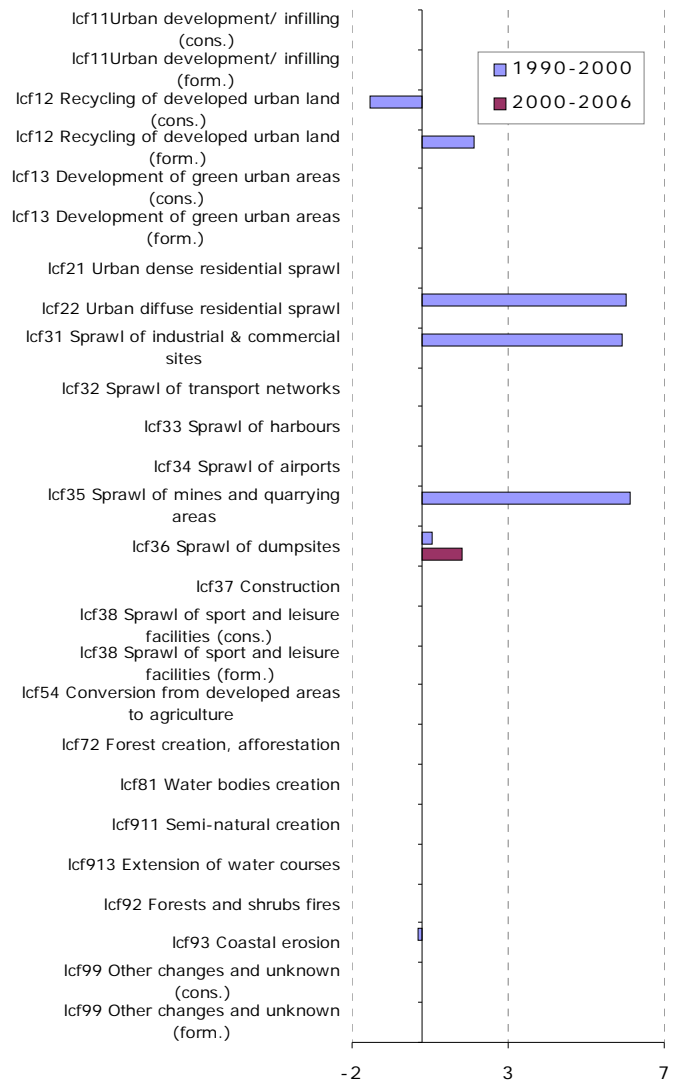 lcf11Urban development/ infilling
(cons.)
lcf11Urban development/ infilling
(form.)
lcf12 Recycling of developed urban land
(cons.)
lcf12 Recycling of developed urban land
(form.)
lcf13 Development of green urban areas
(cons.)
lcf13 Development of green urban areas
(form.)
lcf21 Urban dense residential sprawl
lcf22 Urban diffuse residential sprawl
lcf31 Sprawl of industrial & commercial
sites
lcf32 Sprawl of transport networks
lcf33 Sprawl of harbours
lcf34 Sprawl of airports
lcf35 Sprawl of mines and quarrying
areas
lcf36 Sprawl of dumpsites
lcf37 Construction
lcf38 Sprawl of sport and leisure
facilities (cons.)
lcf38 Sprawl of sport and leisure
facilities (form.)
lcf54 Conversion from developed areas
to agriculture
lcf72 Forest creation, afforestation
lcf81 Water bodies creation
lcf911 Semi-natural creation
lcf913 Extension of water courses
lcf92 Forests and shrubs fires
lcf93 Coastal erosion
lcf99 Other changes and unknown
(cons.)
lcf99 Other changes and unknown
(form.)
1990-2000
2000-2006
-2 3 7